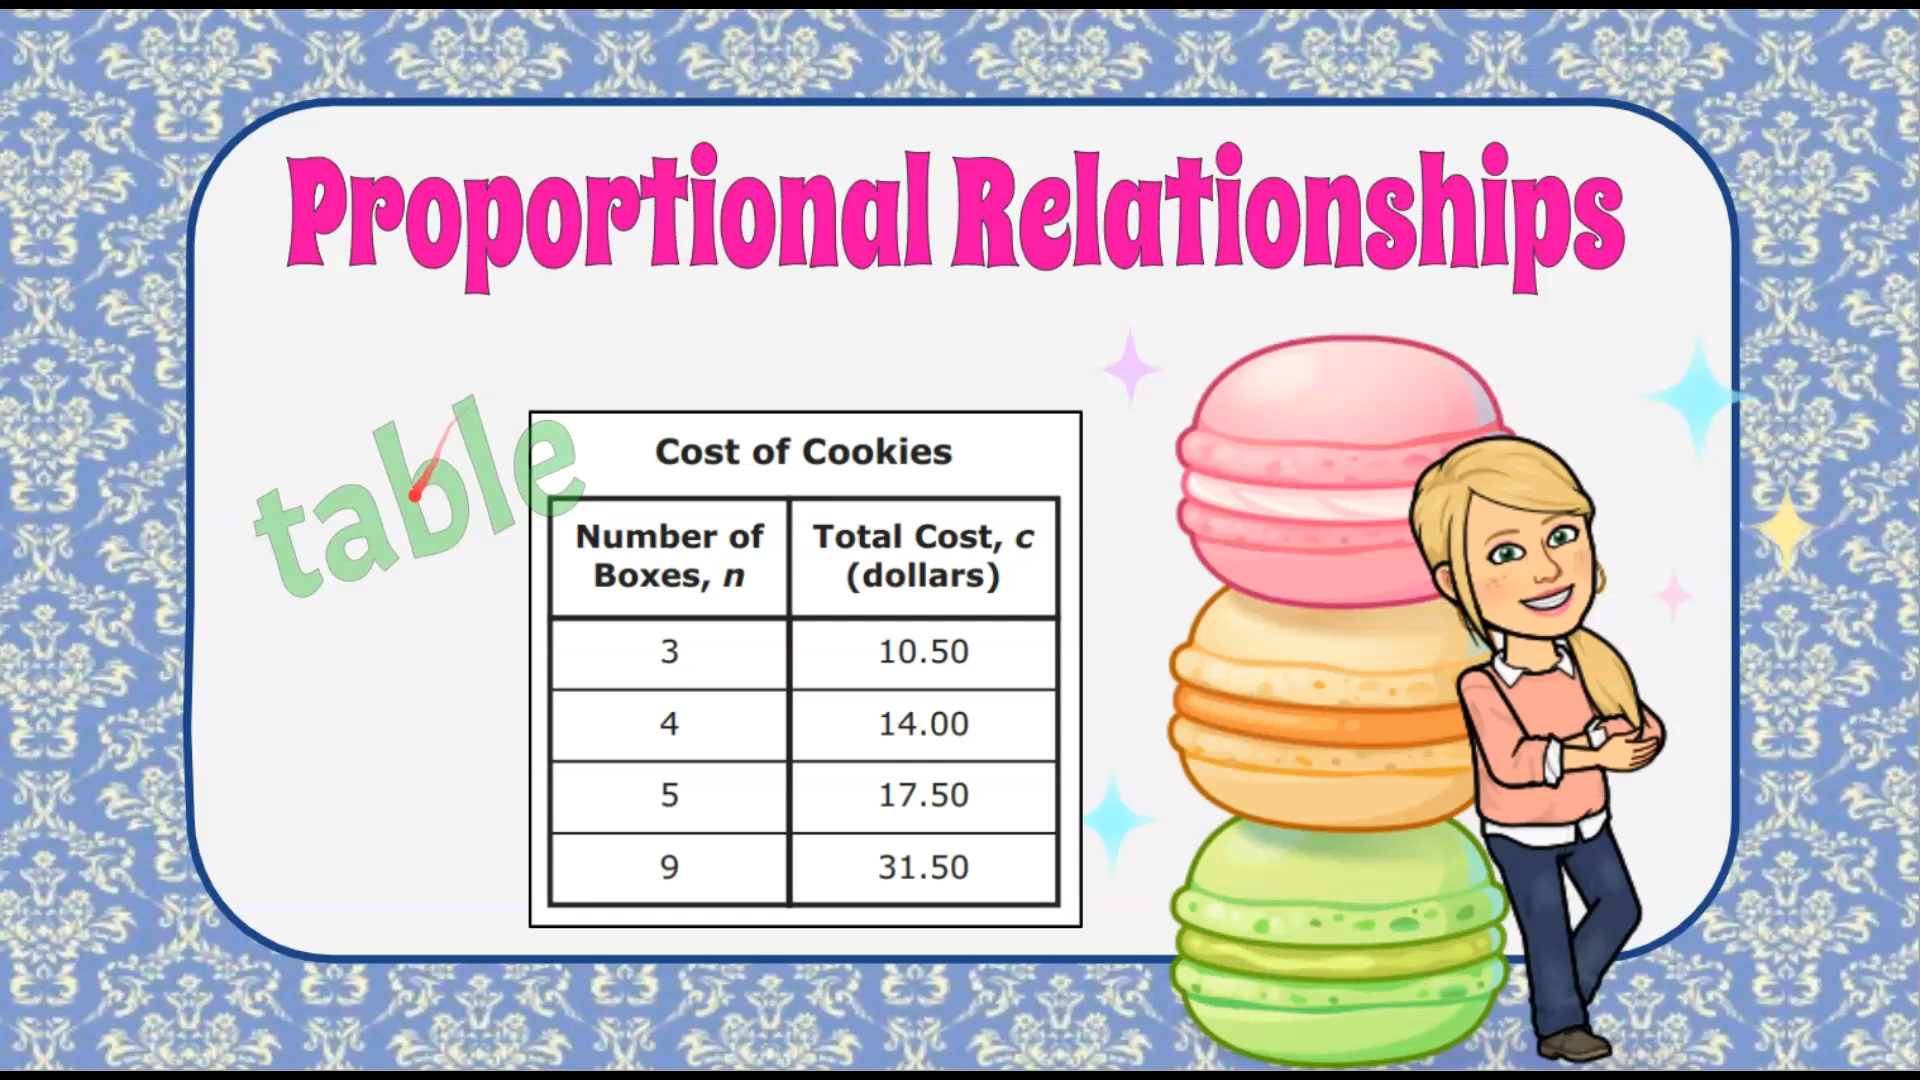 Proportional Relationships
table
Cost of Cookies
Number of Boxes, n
Total Cost, c (dollars)
3 10.50
4 14.00
5 17.50
9 31.50